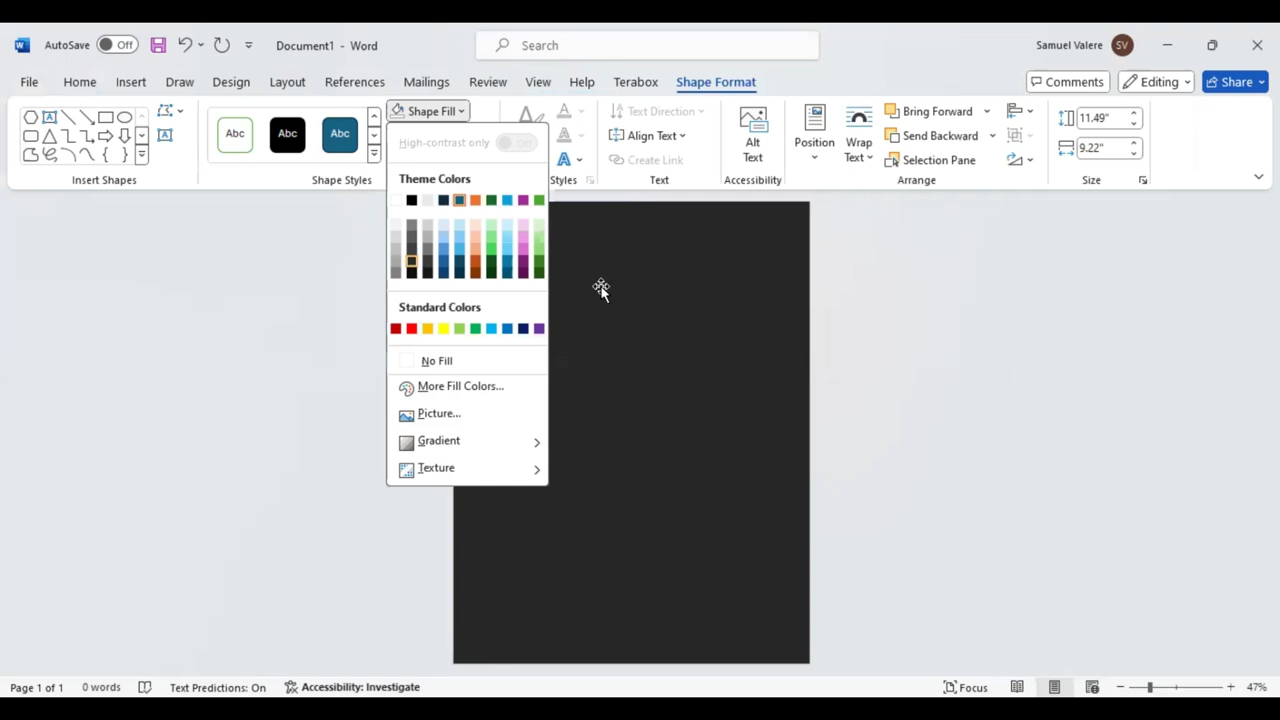 AutoSave Off Document1 - Word Search Samuel Valere SV
File Home Insert Draw Design Layout References Mailings Review View Help Terabox Shape Format Comments Editing Share
Abc Abc Abc
Shape Fill
Text Direction
Align Text
Create Link
Alt Text
Position
Wrap Text
Bring Forward
Send Backward
Selection Pane
11.49"
9.22"
Insert Shapes Shape Styles Styles Text Accessibility Arrange Size
High-contrast only Off
Theme Colors
Standard Colors
No Fill
More Fill Colors...
Picture...
Gradient
Texture
Page 1 of 1 0 words Text Predictions: On Accessibility: Investigate Focus 47%